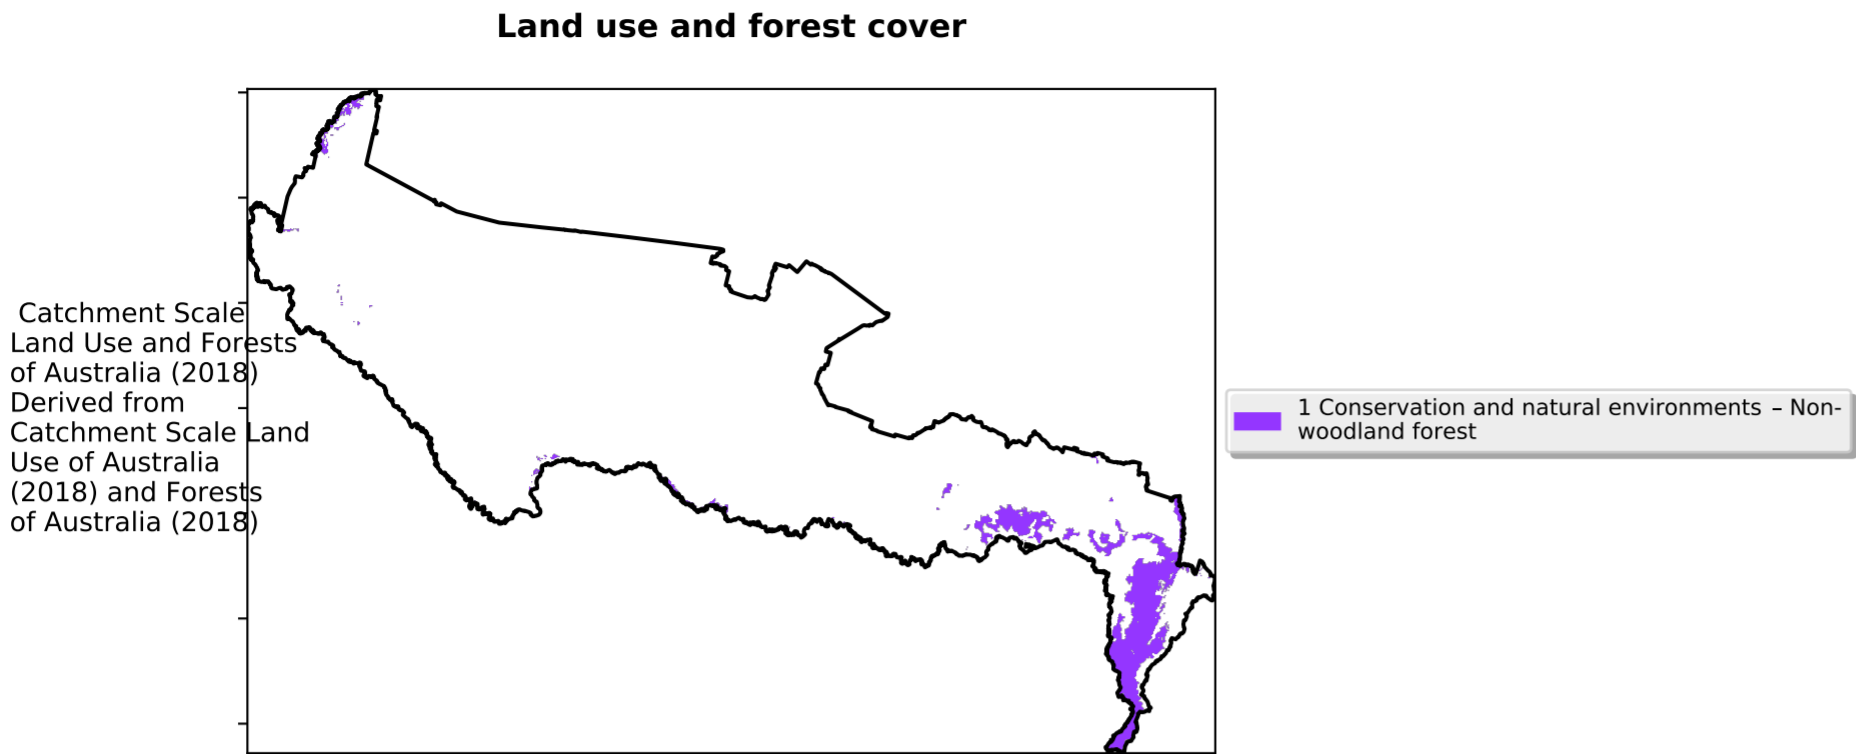 Land use and forest cover
Catchment Scale
Land Use and Forests
of Australia (2018)
Derived from
Catchment Scale Land
Use of Australia
(2018) and Forests
of Australia (2018)
1 Conservation and natural environments – Non-
woodland forest